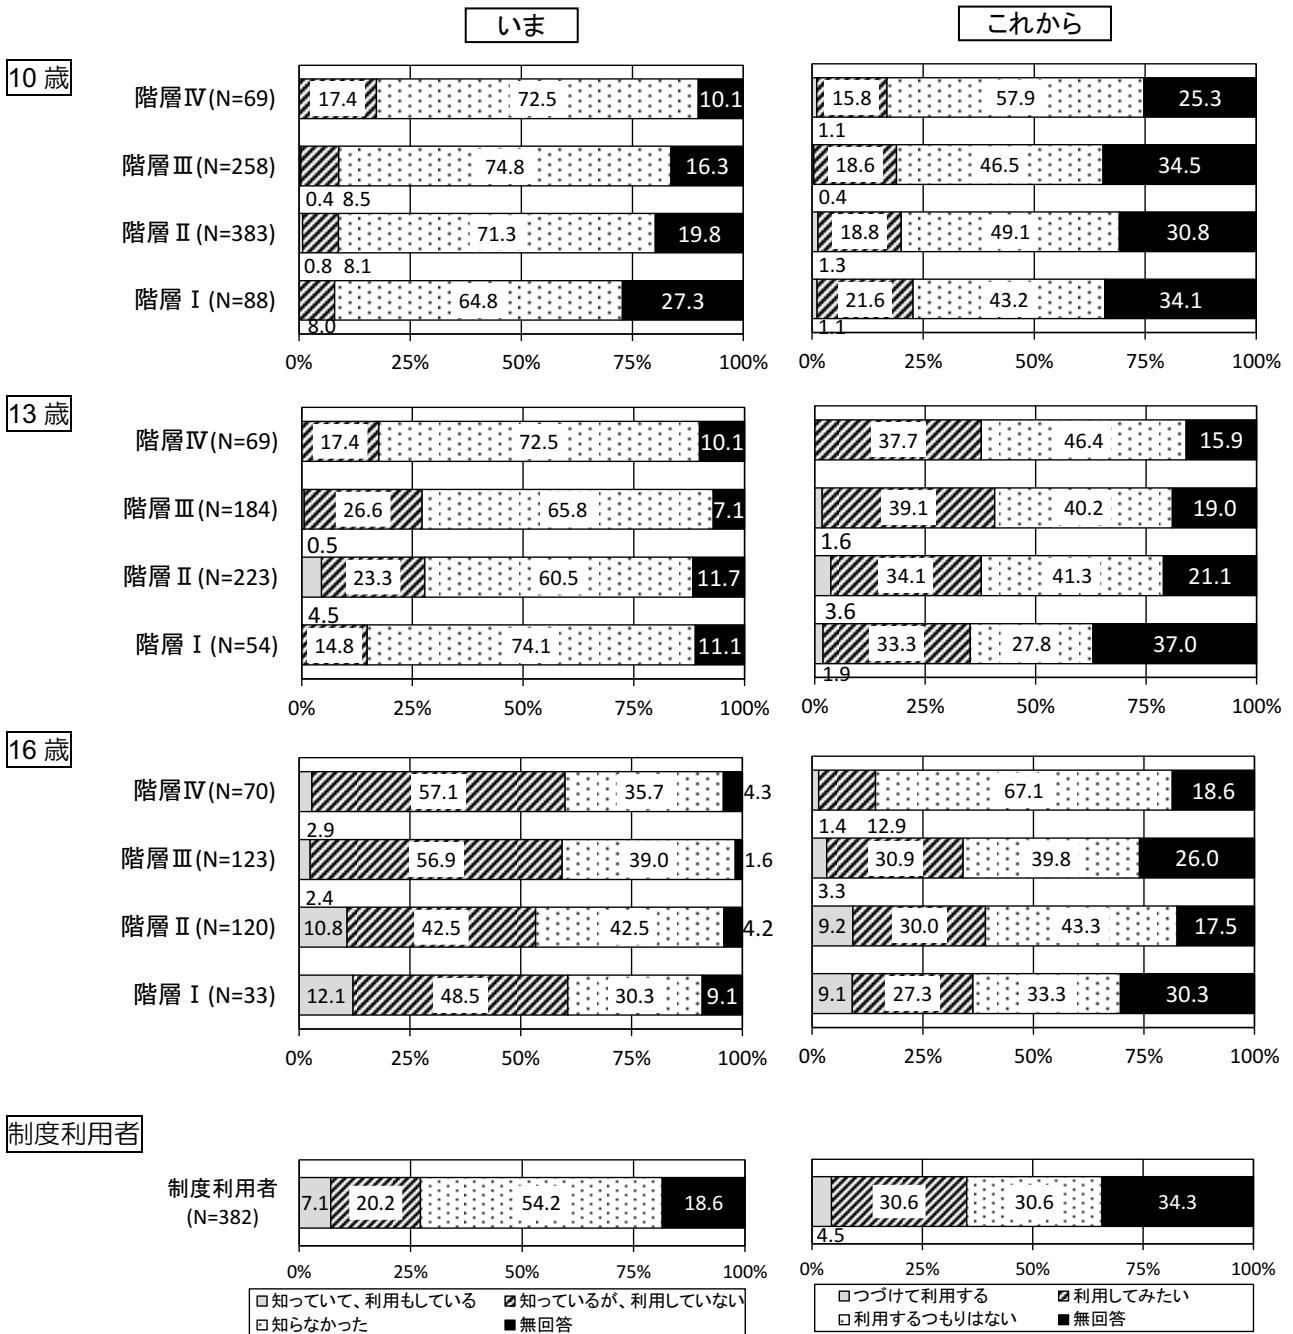 いま
これから
10 歳
階層Ⅳ(N=69)
17.4 72.5 10.1
15.8 57.9 25.3
1.1
階層Ⅲ(N=258)
74.8 16.3
18.6 46.5 34.5
0.4 8.5
0.4
階層Ⅱ(N=383)
71.3 19.8
18.8 49.1 30.8
0.8 8.1
1.3
階層Ⅰ(N=88)
64.8 27.3
21.6 43.2 34.1
8.0
1.1
0% 25% 50% 75% 100%
0% 25% 50% 75% 100%
13 歳
階層Ⅳ(N=69)
17.4 72.5 10.1
37.7 46.4 15.9
階層Ⅲ(N=184)
26.6 65.8 7.1
39.1 40.2 19.0
0.5
1.6
階層Ⅱ(N=223)
23.3 60.5 11.7
34.1 41.3 21.1
4.5
3.6
階層Ⅰ(N=54)
14.8 74.1 11.1
33.3 27.8 37.0
1.9
0% 25% 50% 75% 100%
0% 25% 50% 75% 100%
16 歳
階層Ⅳ(N=70)
57.1 35.7 4.3
67.1 18.6
2.9
1.4 12.9
階層Ⅲ(N=123)
56.9 39.0 1.6
30.9 39.8 26.0
2.4
3.3
階層Ⅱ(N=120)
10.8 42.5 42.5 4.2
9.2 30.0 43.3 17.5
階層Ⅰ(N=33)
12.1 48.5 30.3 9.1
9.1 27.3 33.3 30.3
0% 25% 50% 75% 100%
0% 25% 50% 75% 100%
制度利用者
制度利用者
(N=382)
7.1 20.2 54.2 18.6
30.6 30.6 34.3
4.5
0% 25% 50% 75% 100%
0% 25% 50% 75% 100%
知っていて、利用もしている 知っているが、利用していない
知らなかった 無回答
つづけて利用する 利用してみたい
利用するつもりはない 無回答